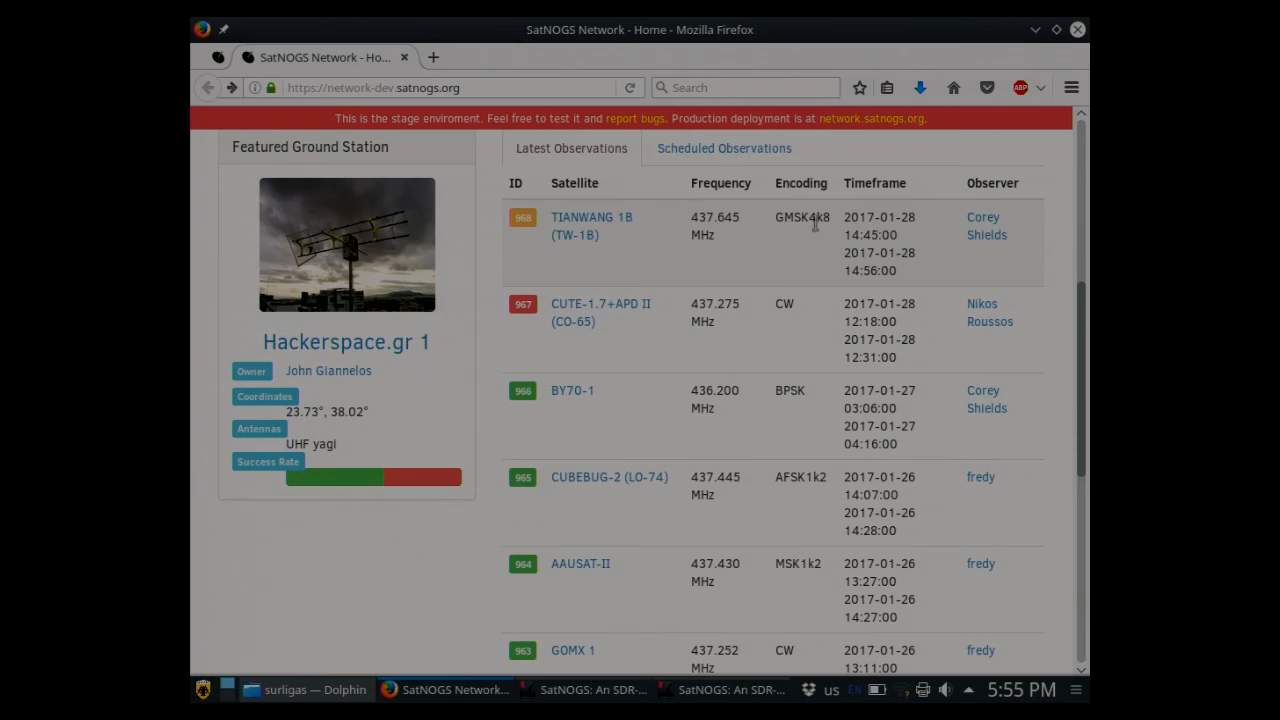 SatNOGS Network - Home - Mozilla Firefox
SatNOGS Network - Ho...
https://network-dev.satnogs.org
Search
ABP
This is the stage enviroment. Feel free to test it and report bugs. Production deployment is at network.satnogs.org.
Featured Ground Station
Hackerspace.gr 1
Owner
John Giannelos
Coordinates
23.73°, 38.02°
Antennas
UHF yagi
Success Rate
Latest Observations Scheduled Observations
ID Satellite Frequency Encoding Timeframe Observer
968 TIANWANG 1B 437.645 GMSK4k8 2017-01-28 Corey
(TW-1B) MHz 14:45:00 Shields
2017-01-28
14:56:00
967 CUTE-1.7+APD II 437.275 CW 2017-01-28 Nikos
(CO-65) MHz 12:18:00 Roussos
2017-01-28
12:31:00
966 BY70-1 436.200 BPSK 2017-01-27 Corey
MHz 03:06:00 Shields
2017-01-27
04:16:00
965 CUBEBUG-2 (LO-74) 437.445 AFSK1k2 2017-01-26 fredy
MHz 14:07:00
2017-01-26
14:28:00
964 AAUSAT-II 437.430 MSK1k2 2017-01-26 fredy
MHz 13:27:00
2017-01-26
14:27:00
963 GOMX 1 437.252 CW 2017-01-26 fredy
MHz 13:11:00
surligas — Dolphin SatNOGS Network... SatNOGS: An SDR-... SatNOGS: An SDR-... us EN 5:55 PM